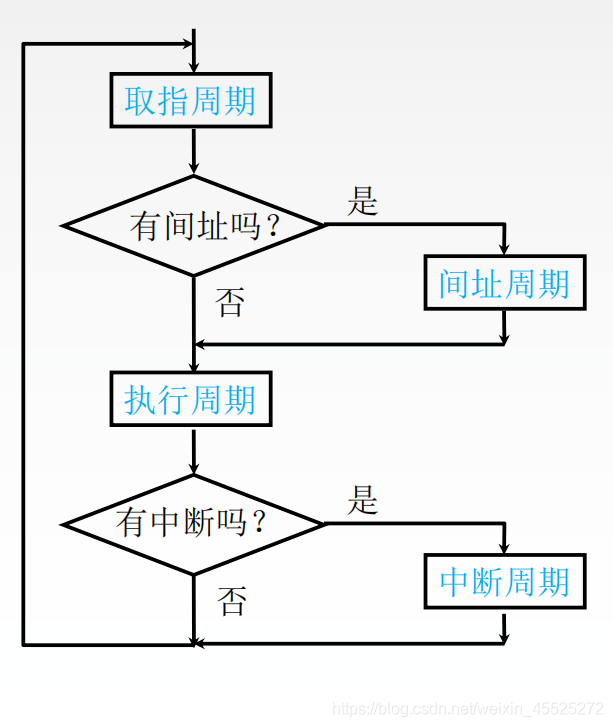 取指周期
有间址吗？
是
间址周期
否
执行周期
有中断吗？
是
中断周期
否
https://blog.csdn.net/weixin_45525272